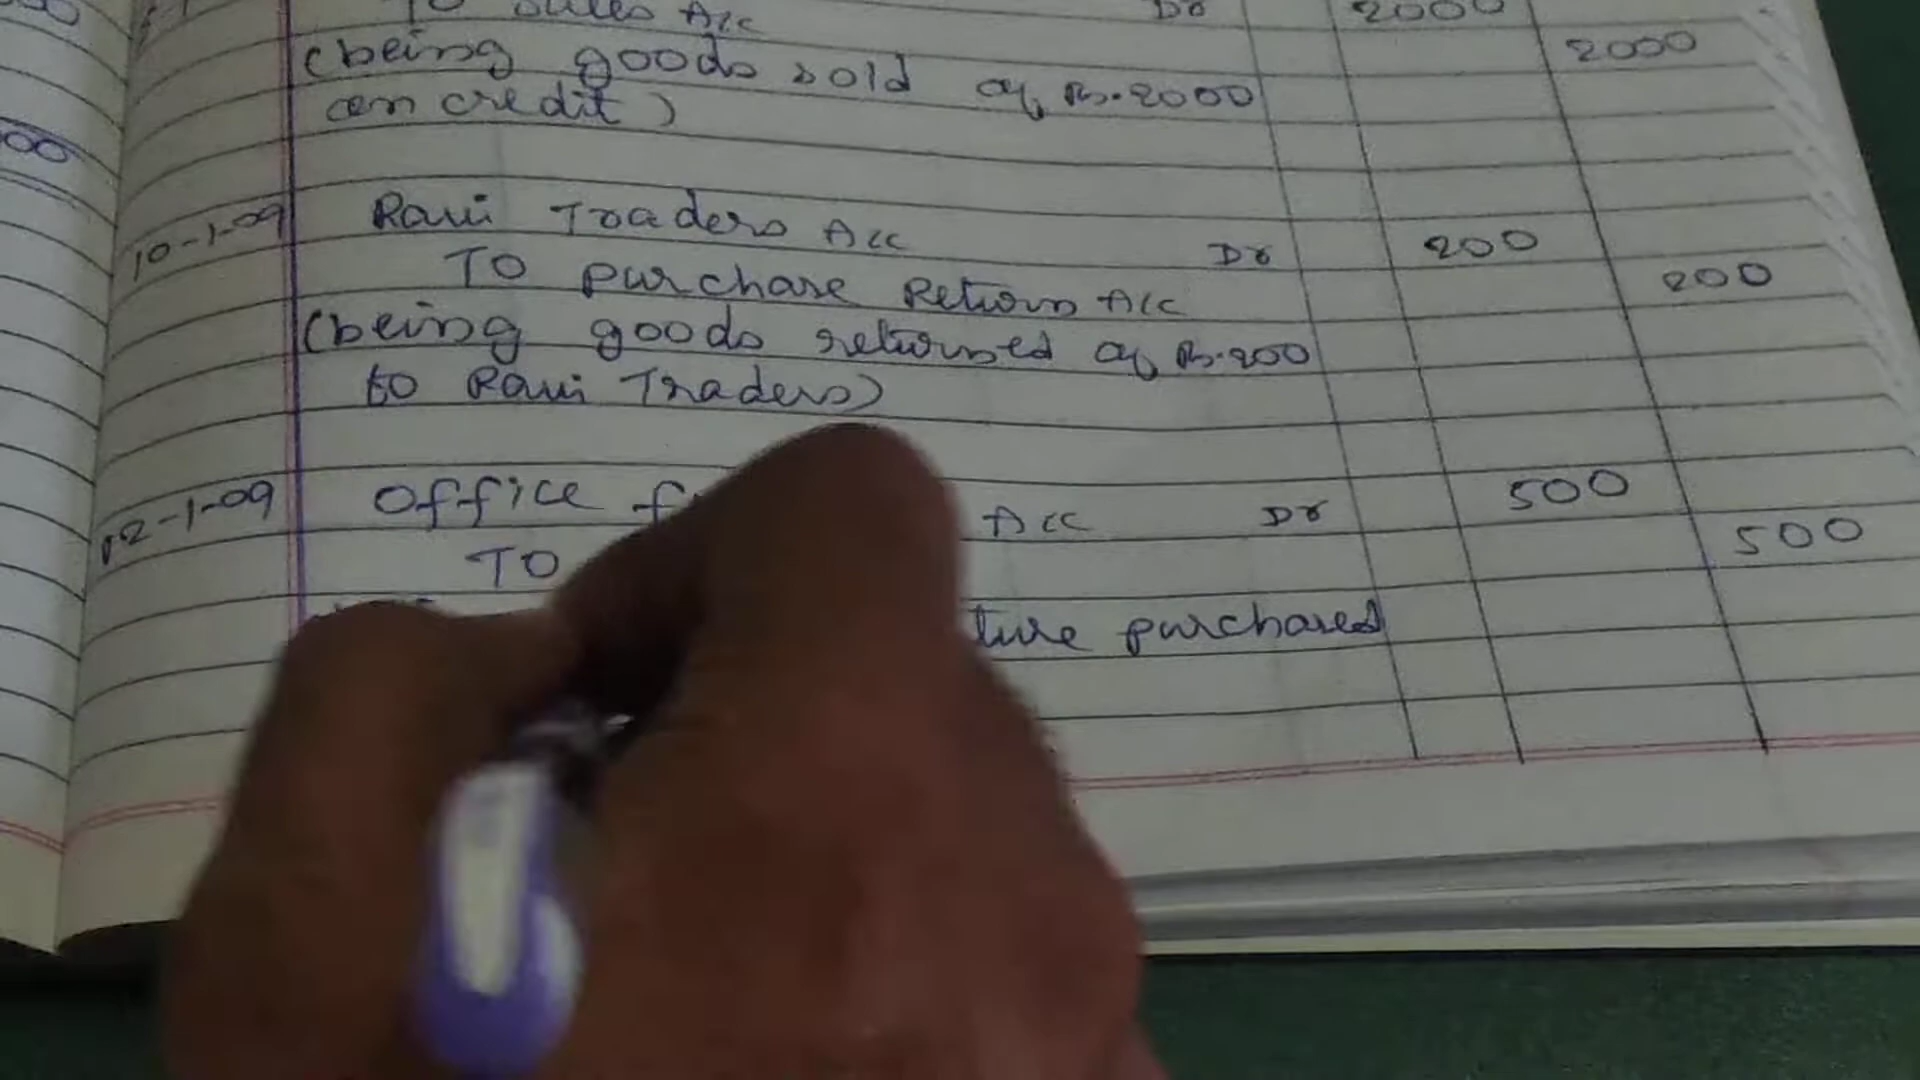 To Sales A/c Dr 2000
2000
(being goods sold of Rs.2000
on credit)
10-1-09 Ravi Traders A/c Dr 200
To purchase Return A/c 200
(being goods returned of Rs.200
to Ravi Traders)
12-1-09 Office A/c Dr 500
To 500
purchased